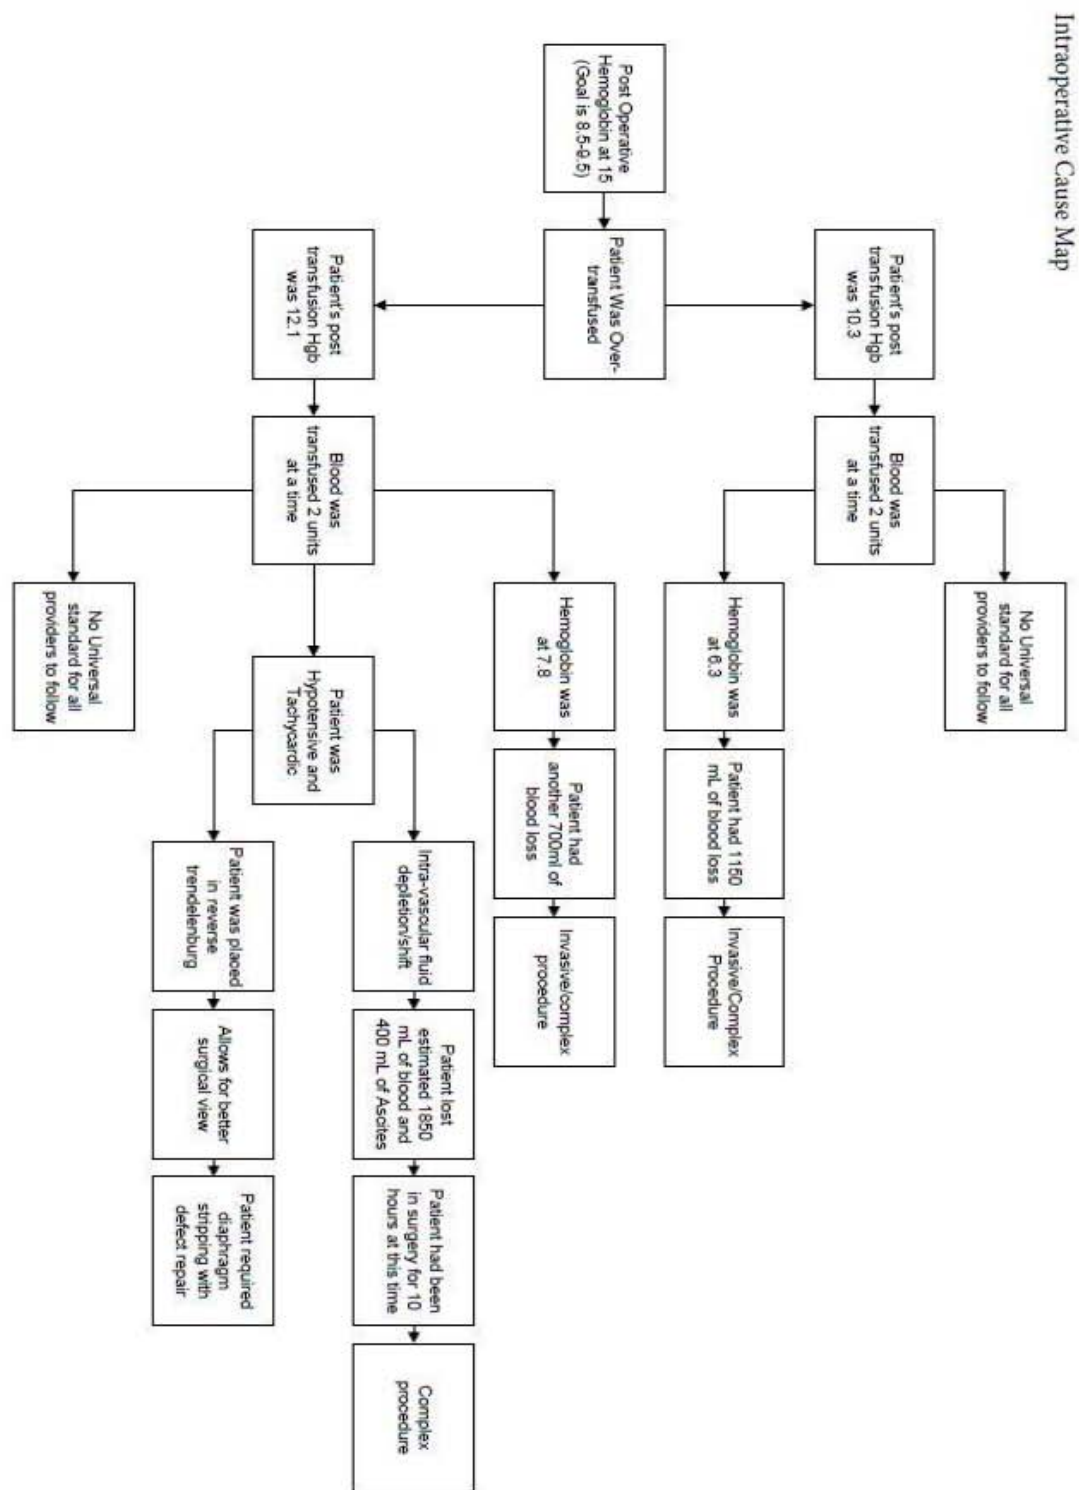 Intraoperative Cause Map
No Universal
standard for all
providers to follow
Patient's post
transfusion Hgb
was 10.3
Blood was
transfused 2 units
at a time
Hemoglobin was
at 6.3
Patient had 1150
mL of blood loss
Invasive/Complex
Procedure
Post Operative
Hemoglobin at 15
(Goal is 8.5-9.5)
Patient Was Over-
transfused
Hemoglobin was
at 7.8
Patient had
another 700ml of
blood loss
Invasive/complex
procedure
Intra-vascular fluid
depletion/shift
Patient lost
estimated 1850
mL of blood and
400 mL of Ascites
Patient had been
in surgery for 10
hours at this time
Complex
procedure
Patient's post
transfusion Hgb
was 12.1
Blood was
transfused 2 units
at a time
Patient was
Hypotensive and
Tachycardic
Patient was placed
in reverse
trendelenburg
Allows for better
surgical view
Patient required
diaphragm
stripping with
defect repair
No Universal
standard for all
providers to follow